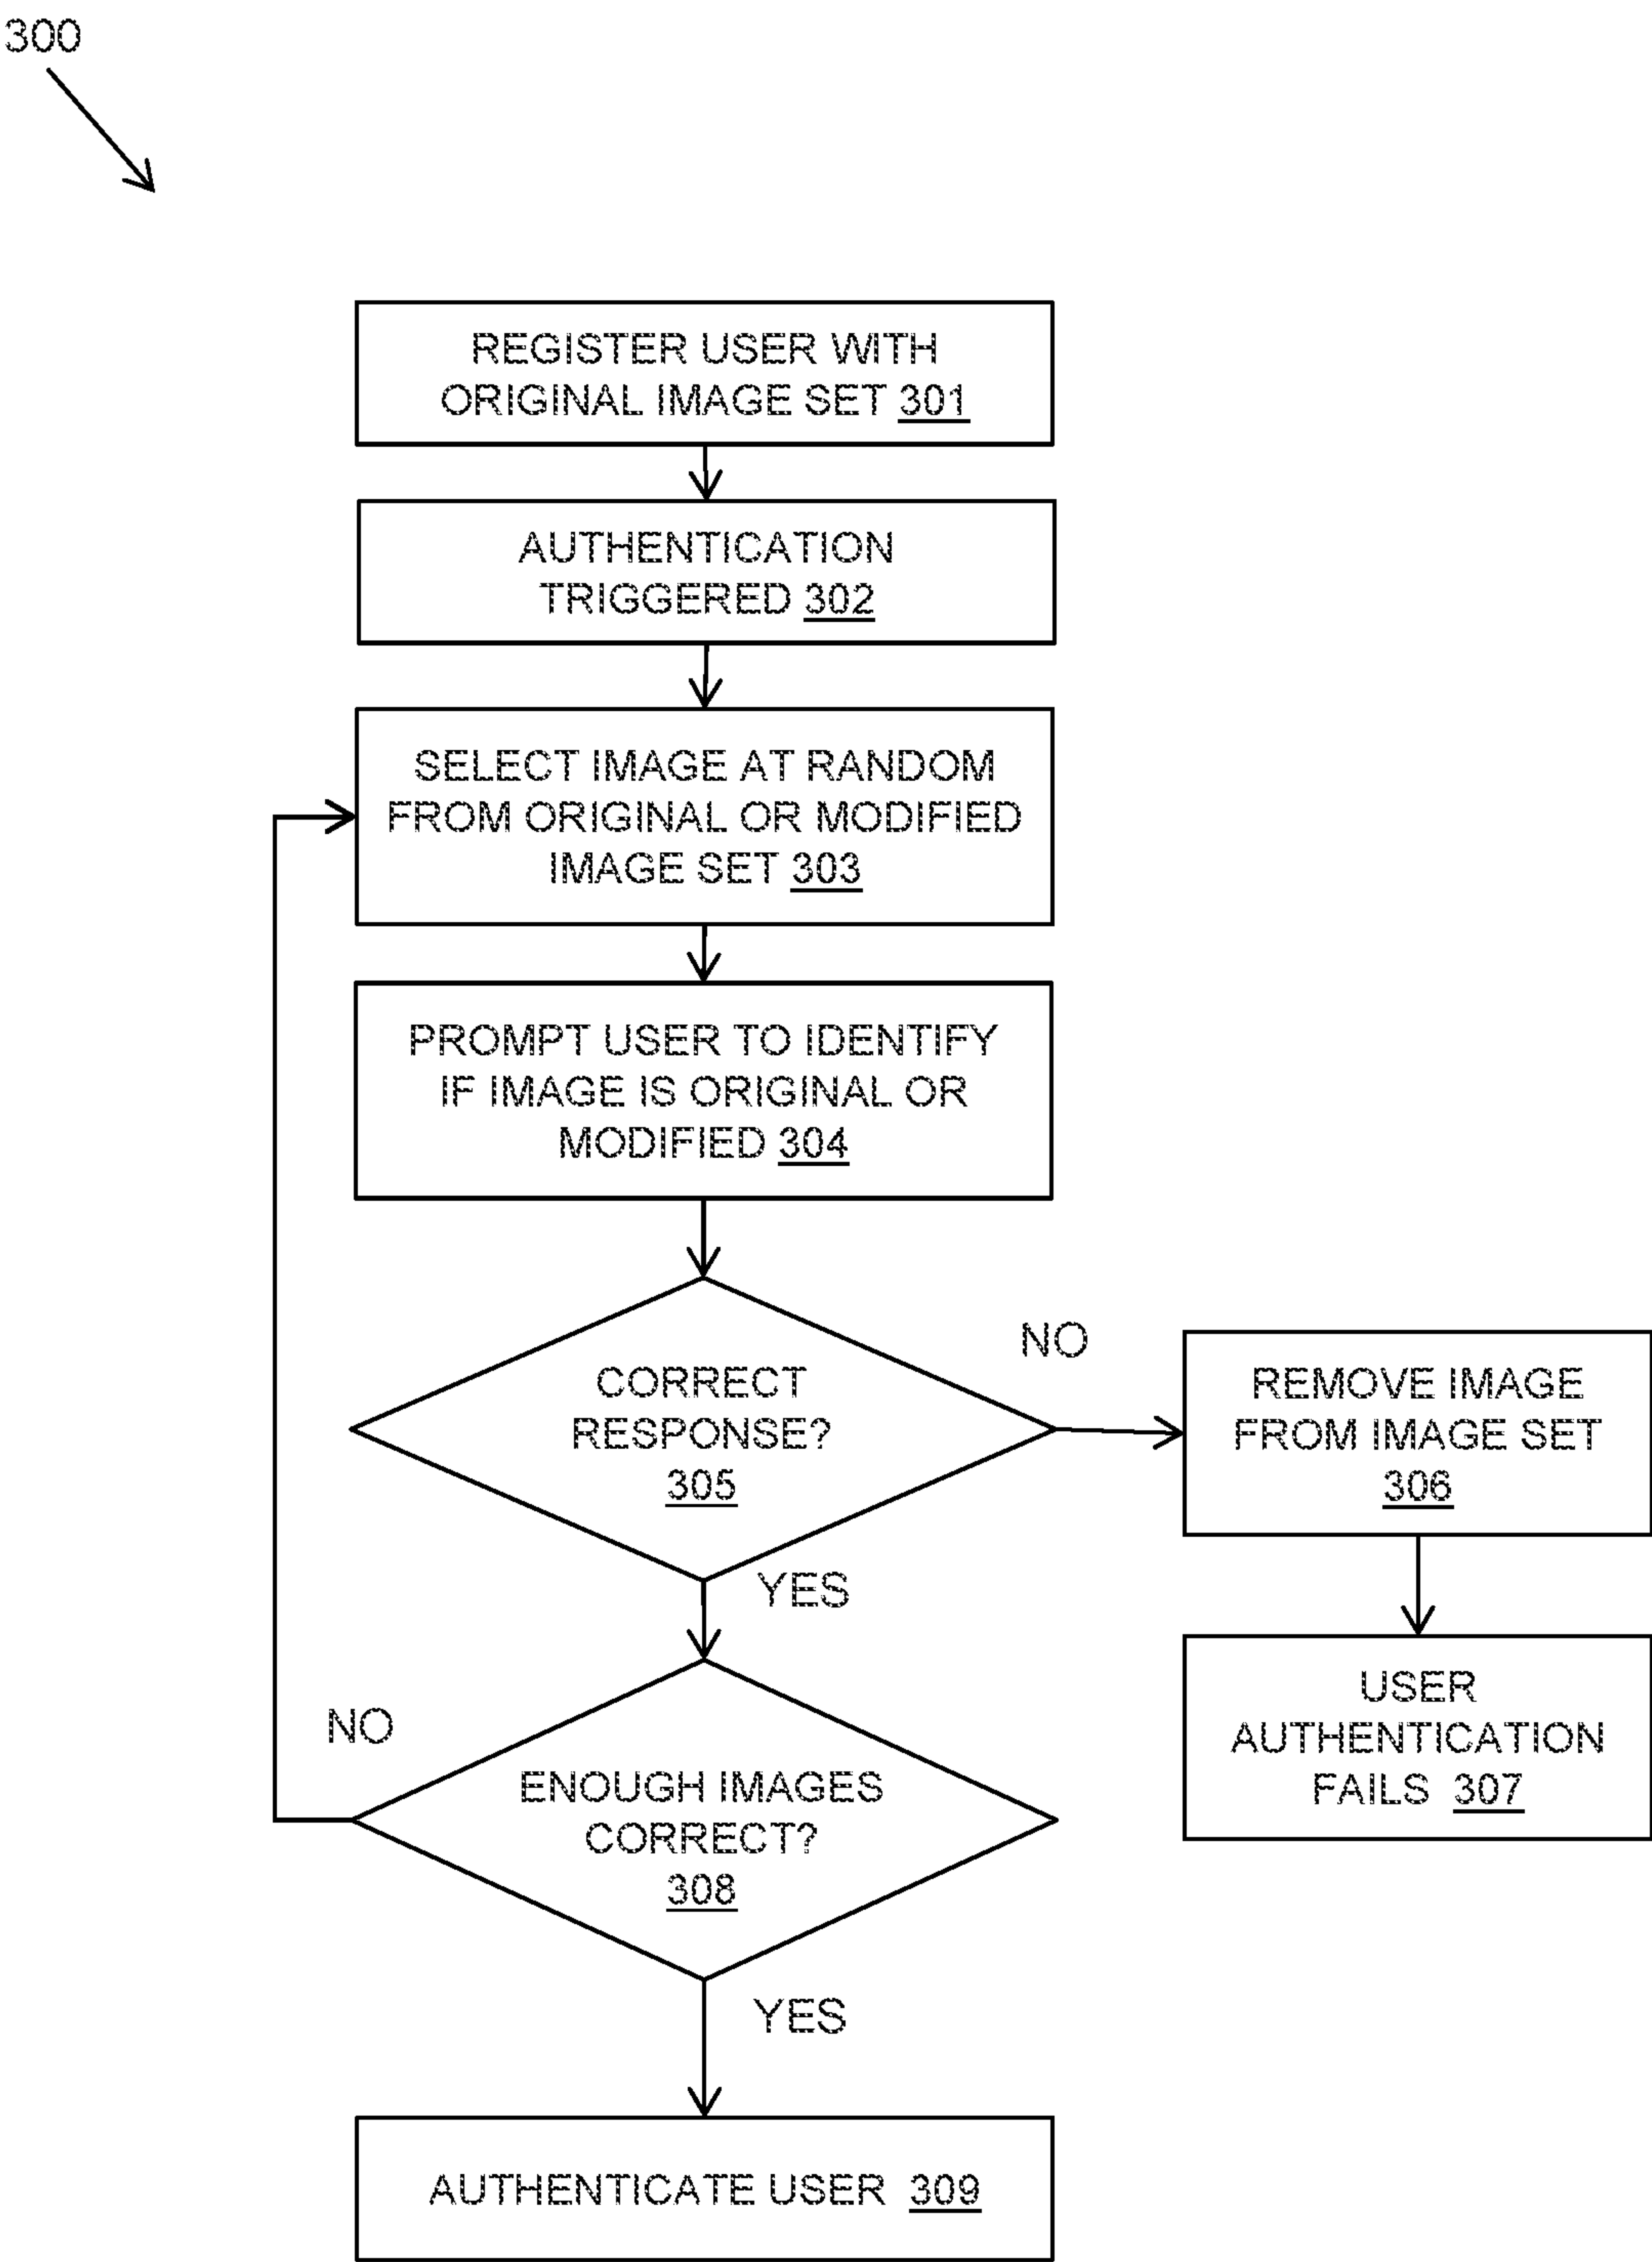 300
REGISTER USER WITH
ORIGINAL IMAGE SET 301
AUTHENTICATION
TRIGGERED 302
SELECT IMAGE AT RANDOM
FROM ORIGINAL OR MODIFIED
IMAGE SET 303
PROMPT USER TO IDENTIFY
IF IMAGE IS ORIGINAL OR
MODIFIED 304
CORRECT
RESPONSE?
305
NO
REMOVE IMAGE
FROM IMAGE SET
306
YES
USER
AUTHENTICATION
FAILS 307
NO
ENOUGH IMAGES
CORRECT?
308
YES
AUTHENTICATE USER 309